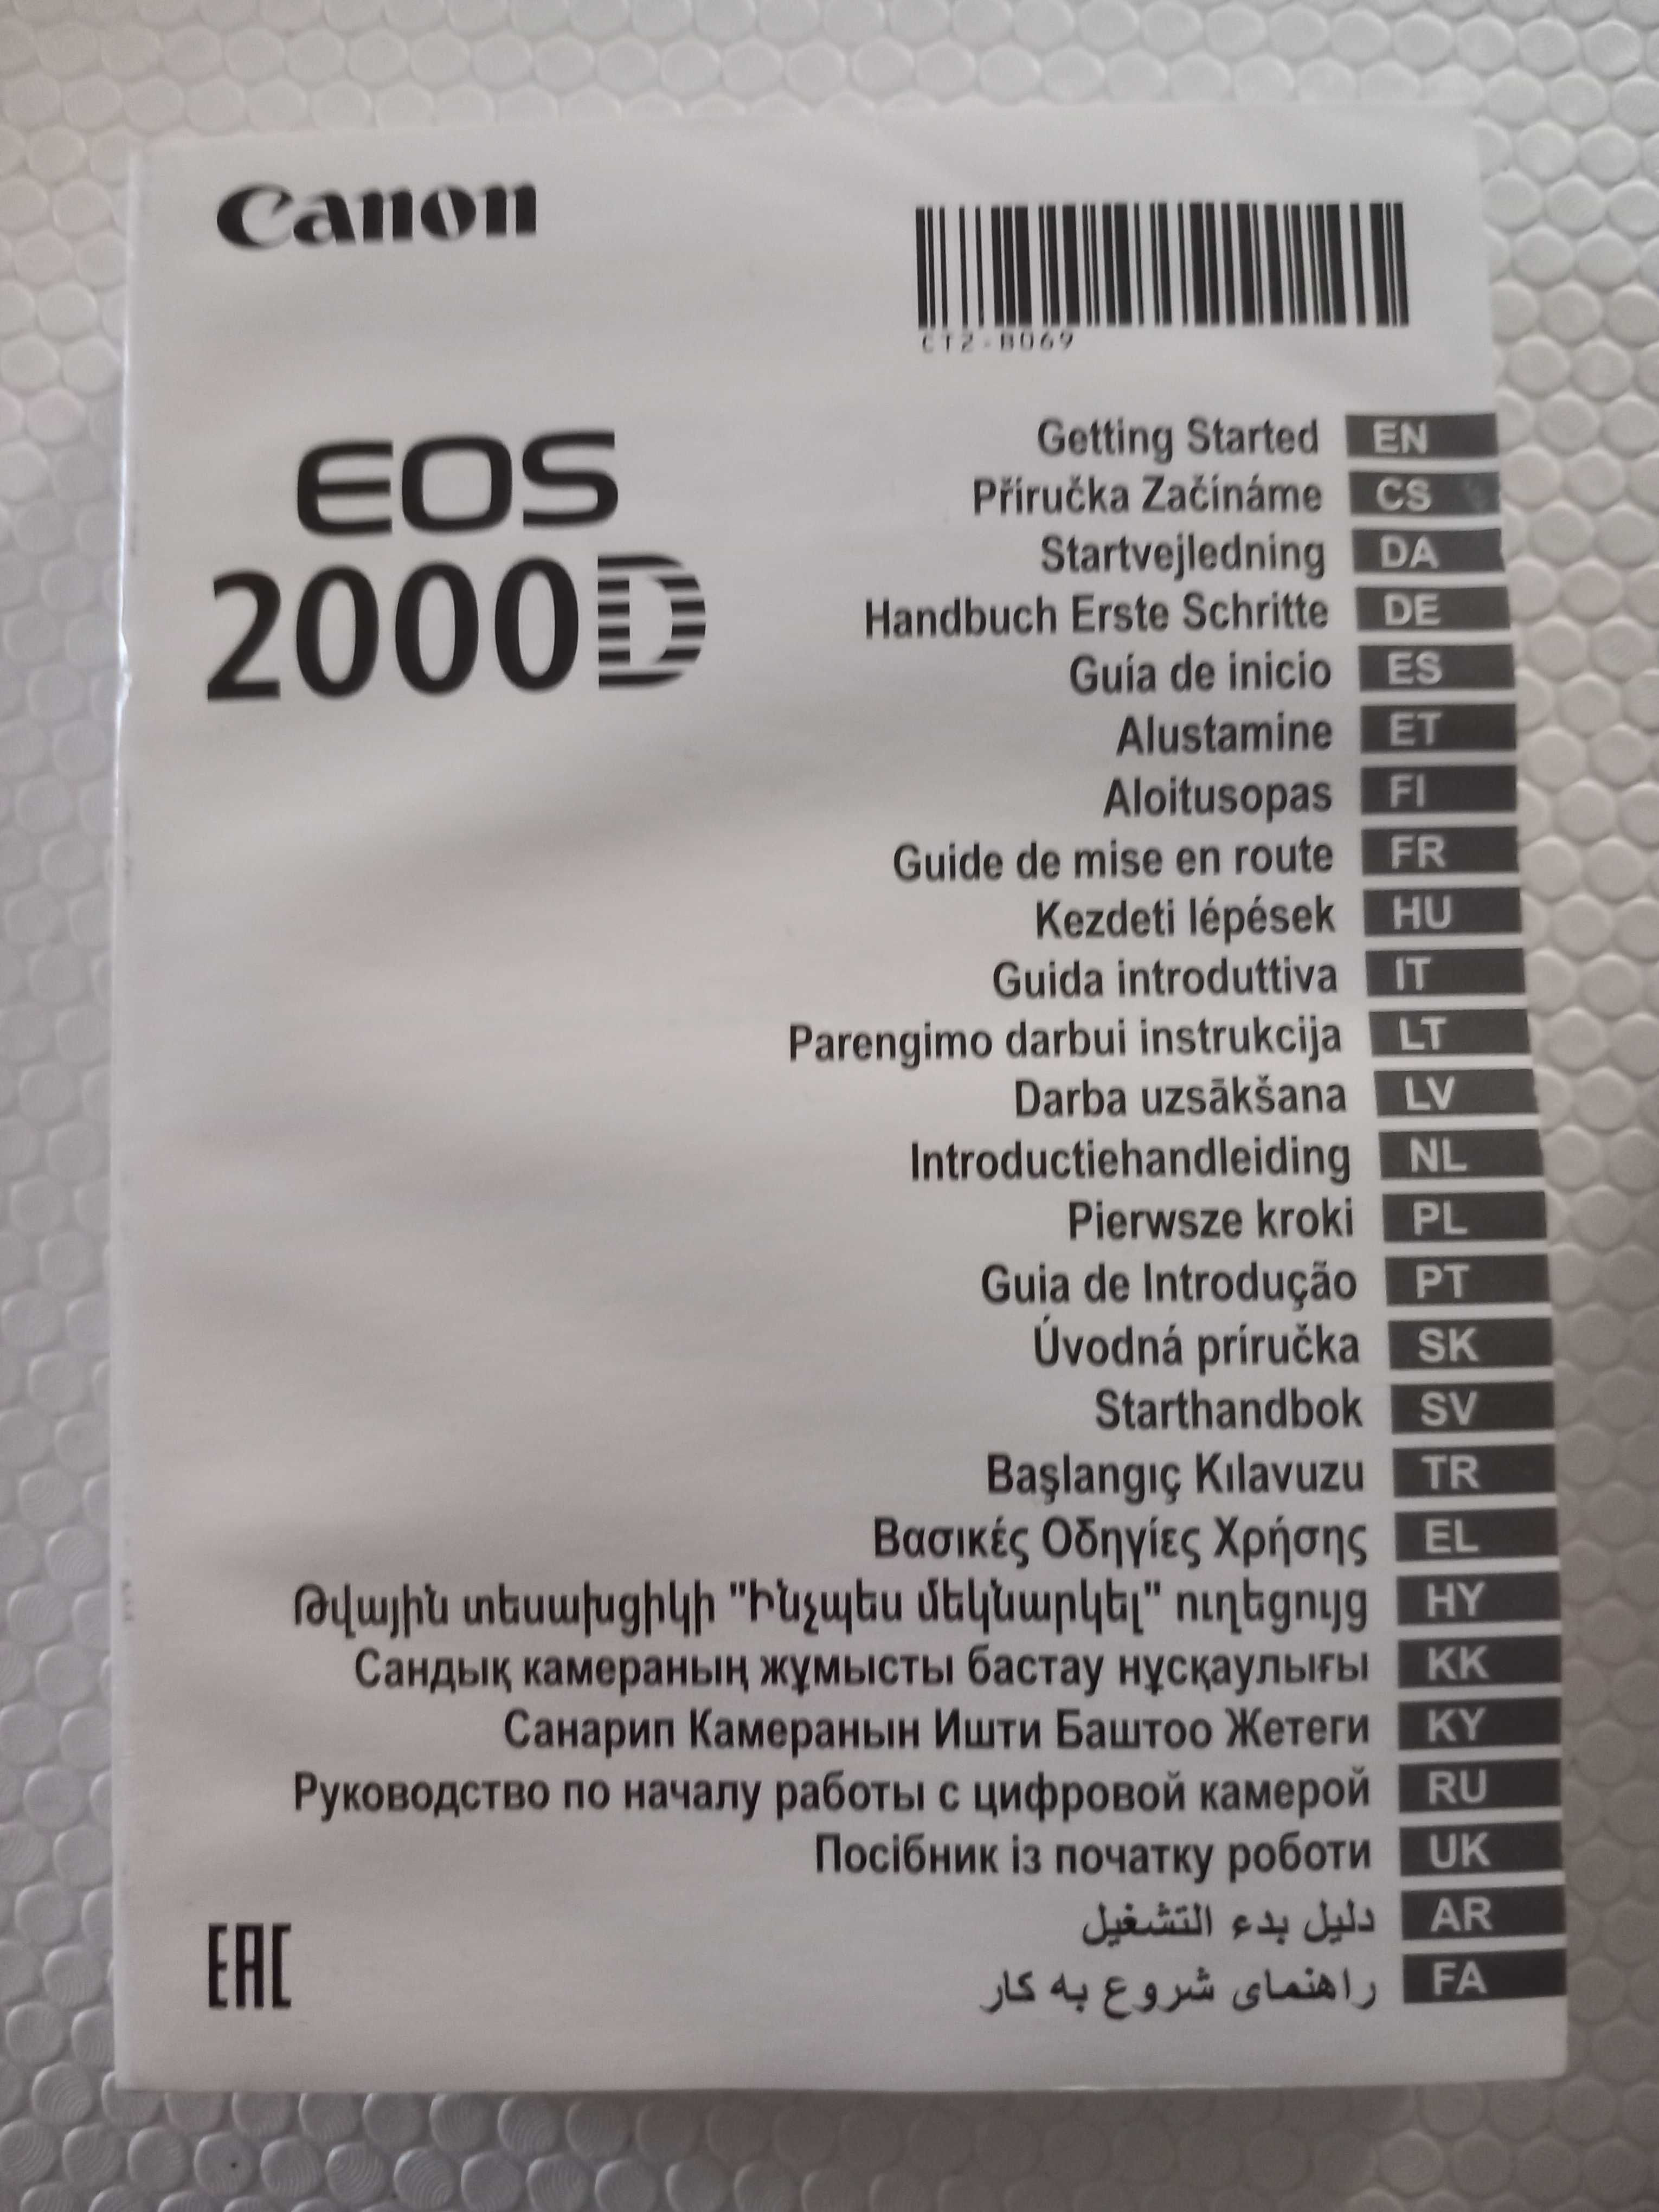 Canon
CT2-B069
EOS
2000D
Getting Started EN
Příručka Začínáme CS
Startvejledning DA
Handbuch Erste Schritte DE
Guía de inicio ES
Alustamine ET
Aloitusopas FI
Guide de mise en route FR
Kezdeti lépések HU
Guida introduttiva IT
Parengimo darbui instrukcija LT
Darba uzsākšana LV
Introductiehandleiding NL
Pierwsze kroki PL
Guia de Introdução PT
Úvodná príručka SK
Starthandbok SV
Başlangıç Kılavuzu TR
Βασικές Οδηγίες Χρήσης EL
Թվային տեսախցիկի "Ինչպես մեկնարկել" ուղեցույց HY
Сандық камераның жұмысты бастау нұсқаулығы KK
Санарип Камеранын Ишти Баштоо Жетеги KY
Руководство по началу работы с цифровой камерой RU
Посібник із початку роботи UK
دليل بدء التشغيل AR
راهنمای شروع به کار FA
EAC